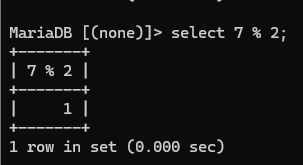 MariaDB [(none)]> select 7 % 2;
+-------+
| 7 % 2 |
+-------+
|     1 |
+-------+
1 row in set (0.000 sec)